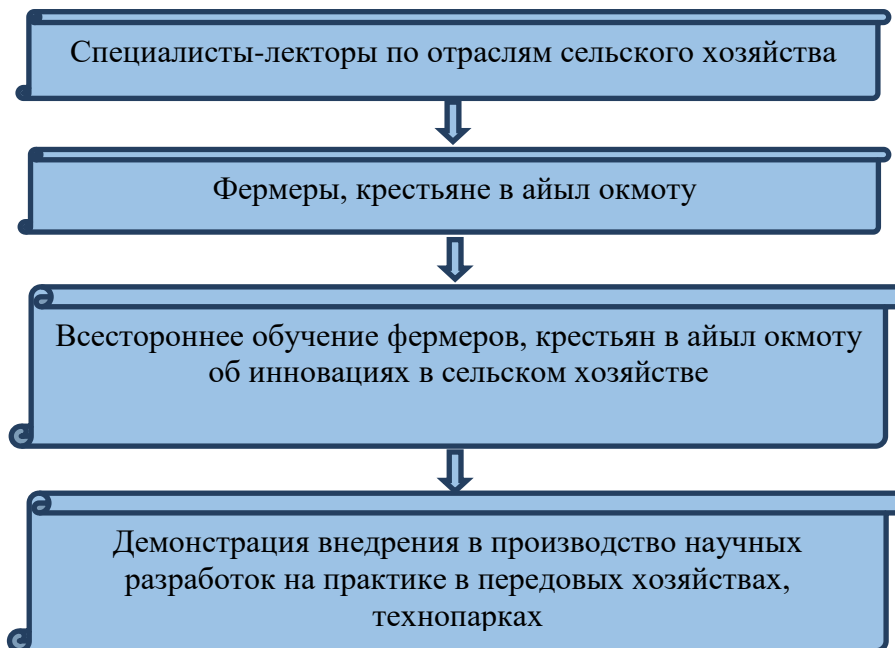 Специалисты-лекторы по отраслям сельского хозяйства
Фермеры, крестьяне в айыл окмоту
Всестороннее обучение фермеров, крестьян в айыл окмоту
об инновациях в сельском хозяйстве
Демонстрация внедрения в производство научных
разработок на практике в передовых хозяйствах,
технопарках